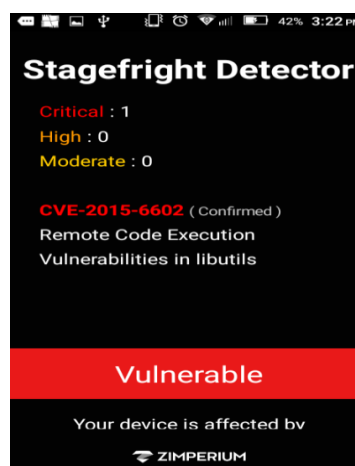 42% 3:22 PM
Stagefright Detector
Critical : 1
High : 0
Moderate : 0
CVE-2015-6602 ( Confirmed )
Remote Code Execution
Vulnerabilities in libutils
Vulnerable
Your device is affected by
ZIMPERIUM